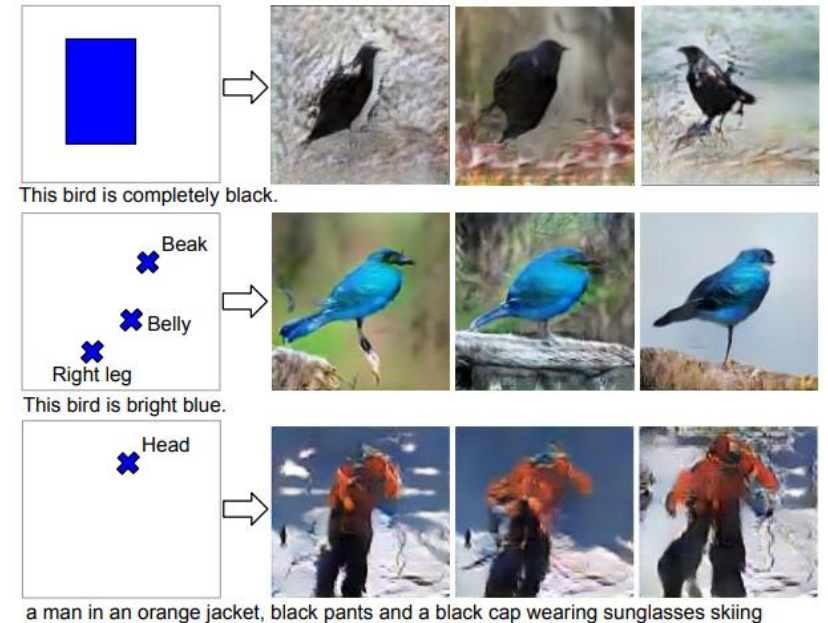 This bird is completely black.
Beak
Belly
Right leg
This bird is bright blue.
Head
a man in an orange jacket, black pants and a black cap wearing sunglasses skiing